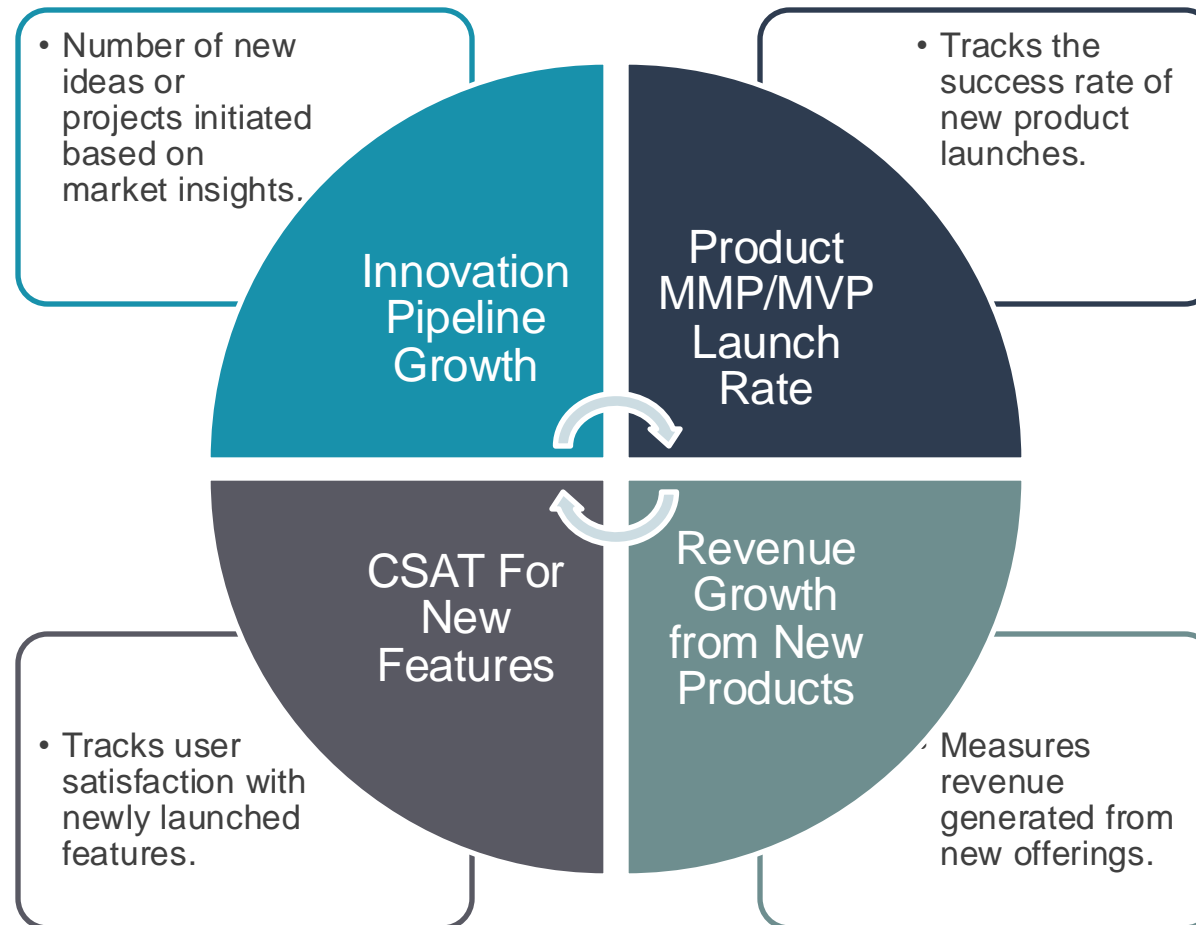 • Number of new
ideas or
projects initiated
based on
market insights.
• Tracks the
success rate of
new product
launches.
Innovation
Pipeline
Growth
Product
MMP/MVP
Launch
Rate
CSAT For
New
Features
Revenue
Growth
from New
Products
• Tracks user
satisfaction with
newly launched
features.
• Measures
revenue
generated from
new offerings.